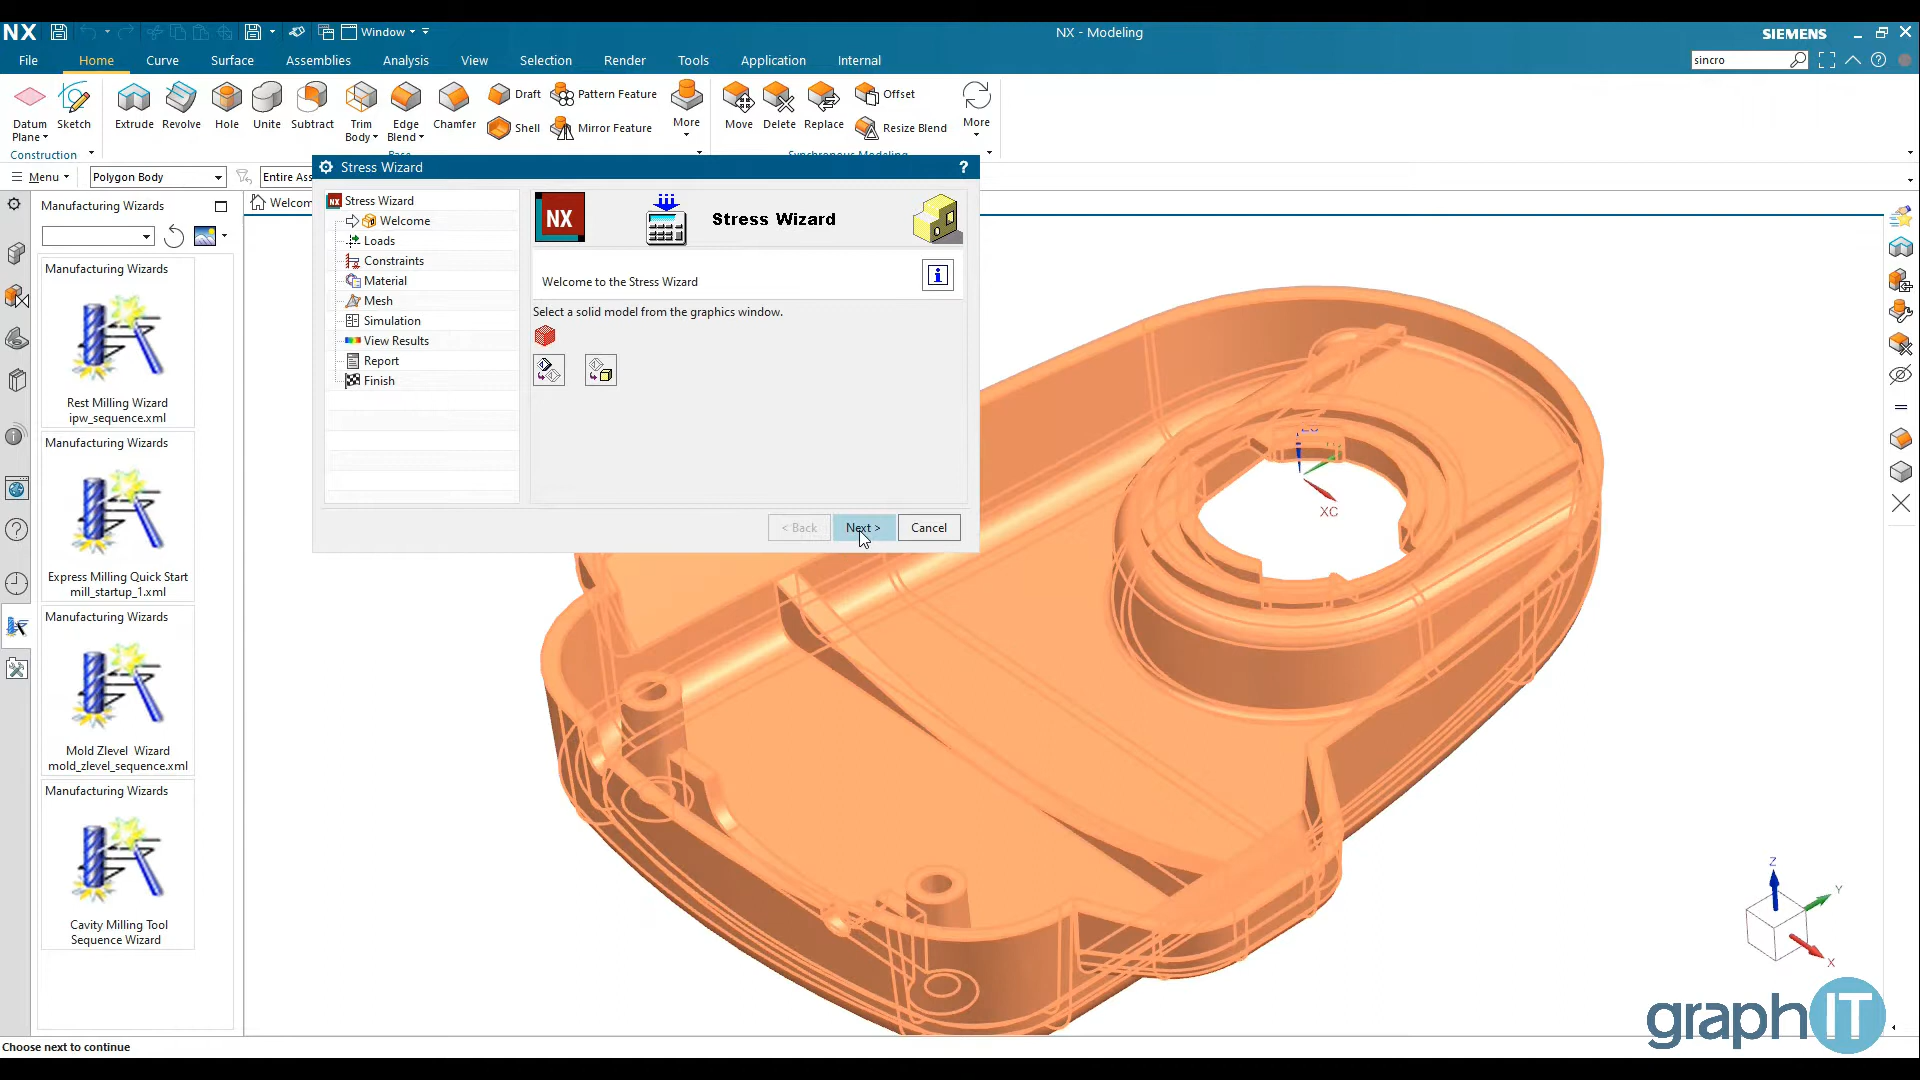 NX
Window
NX - Modeling
SIEMENS
File
Home
Curve
Surface
Assemblies
Analysis
View
Selection
Render
Tools
Application
Internal
sincro
Datum
Plane
Sketch
Extrude
Revolve
Hole
Unite
Subtract
Trim
Body
Edge
Blend
Chamfer
Draft
Shell
Pattern Feature
Mirror Feature
More
Move
Delete
Replace
Offset
Resize Blend
More
Construction
Base
Synchronous Modeling
Menu
Polygon Body
Entire Ass
Manufacturing Wizards
Welcom
Manufacturing Wizards
Rest Milling Wizard
ipw_sequence.xml
Manufacturing Wizards
Express Milling Quick Start
mill_startup_1.xml
Manufacturing Wizards
Mold Zlevel Wizard
mold_zlevel_sequence.xml
Manufacturing Wizards
Cavity Milling Tool
Sequence Wizard
Stress Wizard
?
NX Stress Wizard
Welcome
Loads
Constraints
Material
Mesh
Simulation
View Results
Report
Finish
NX
Stress Wizard
Welcome to the Stress Wizard
i
Select a solid model from the graphics window.
< Back
Next >
Cancel
XC
Z
Y
X
graphIT
Choose next to continue